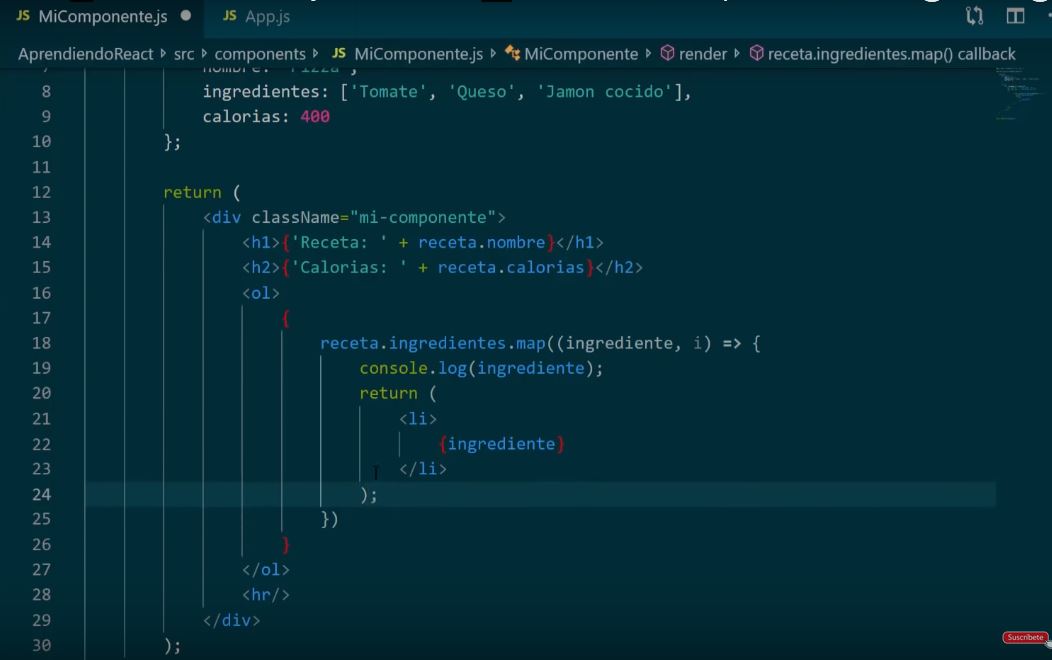 JS MiComponente.js ● JS App.js
AprendiendoReact › src › components › JS MiComponente.js › MiComponente › render › receta.ingredientes.map() callback
7 nombre: 'Pizza',
8 ingredientes: ['Tomate', 'Queso', 'Jamon cocido'],
9 calorias: 400
10 };
11
12 return (
13 <div className="mi-componente">
14 <h1>{'Receta: ' + receta.nombre}</h1>
15 <h2>{'Calorias: ' + receta.calorias}</h2>
16 <ol>
17 {
18 receta.ingredientes.map((ingrediente, i) => {
19 console.log(ingrediente);
20 return (
21 <li>
22 {ingrediente}
23 </li>
24 );
25 })
26 }
27 </ol>
28 <hr/>
29 </div>
30 );
Suscríbete